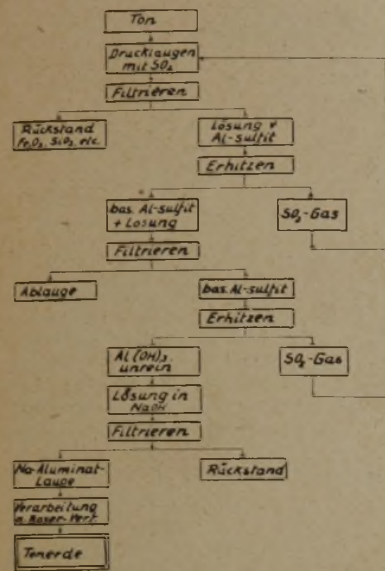 Ton
Drucklaugen
mit SO₂
Filtrieren
Rückstand
Fe₂O₃, SiO₂, etc.
Lösung v
Al-sulfit
Erhitzen
bas. Al-sulfit
+ Lösung
SO₂-Gas
Filtrieren
Ablauge
bas. Al-sulfit
Erhitzen
Al(OH)₃
unrein
SO₂-Gas
Lösung in
NaOH
Filtrieren
Na-Aluminat-
Lauge
Rückstand
Verarbeitung
n. Bayer-Verf.
Tonerde